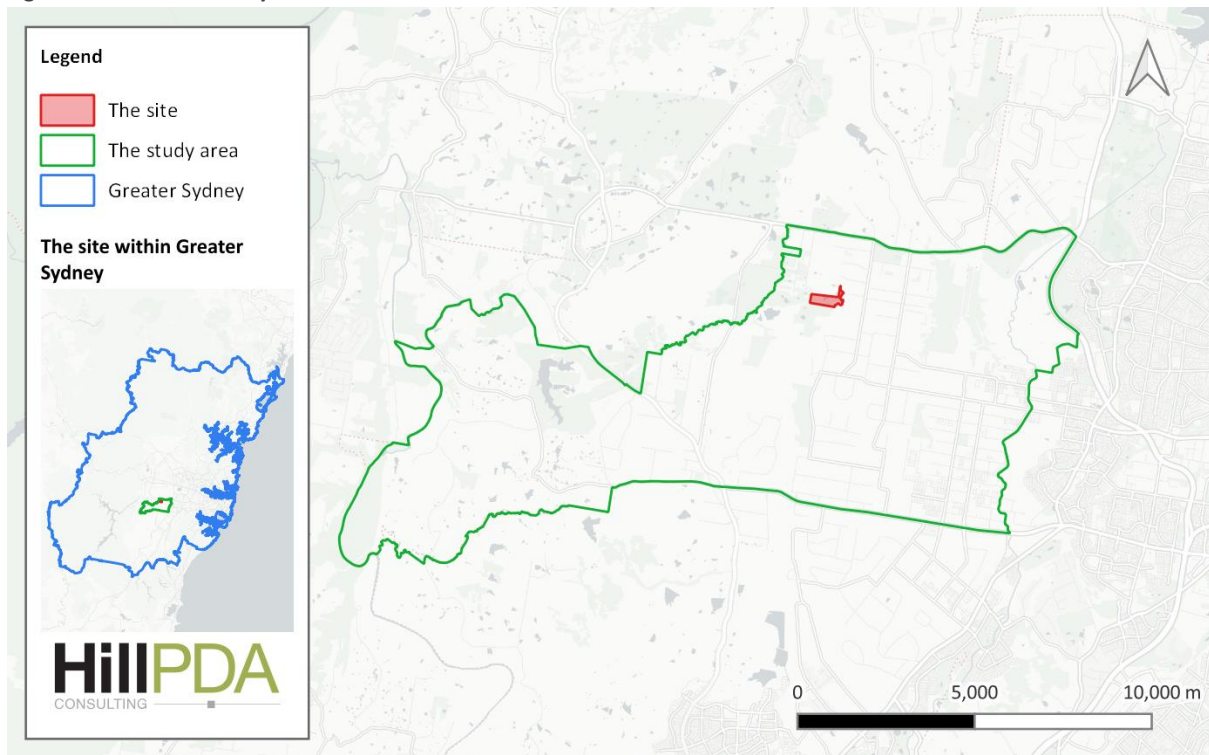 Legend
The site
The study area
Greater Sydney
The site within Greater
Sydney
HillPDA
CONSULTING
0
5,000
10,000 m